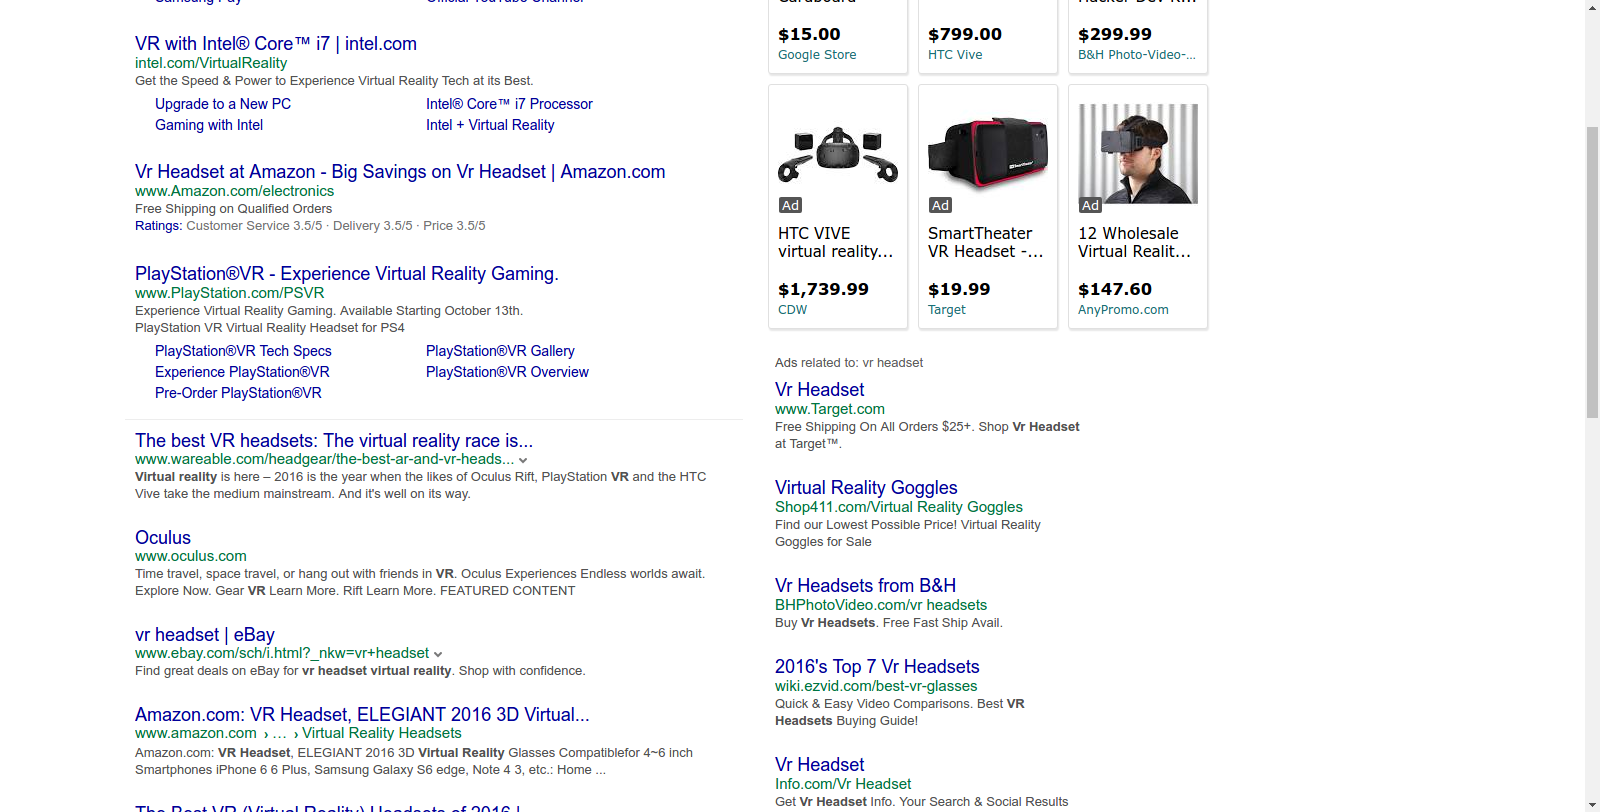 Samsung Pay
Official YouTube Channel
VR with Intel® Core™ i7 | intel.com
intel.com/VirtualReality
Get the Speed & Power to Experience Virtual Reality Tech at its Best.
Upgrade to a New PC
Intel® Core™ i7 Processor
Gaming with Intel
Intel + Virtual Reality
Vr Headset at Amazon - Big Savings on Vr Headset | Amazon.com
www.Amazon.com/electronics
Free Shipping on Qualified Orders
Ratings: Customer Service 3.5/5 · Delivery 3.5/5 · Price 3.5/5
PlayStation®VR - Experience Virtual Reality Gaming.
www.PlayStation.com/PSVR
Experience Virtual Reality Gaming. Available Starting October 13th.
PlayStation VR Virtual Reality Headset for PS4
PlayStation®VR Tech Specs
PlayStation®VR Gallery
Experience PlayStation®VR
PlayStation®VR Overview
Pre-Order PlayStation®VR
The best VR headsets: The virtual reality race is...
www.wareable.com/headgear/the-best-ar-and-vr-heads...
Virtual reality is here – 2016 is the year when the likes of Oculus Rift, PlayStation VR and the HTC
Vive take the medium mainstream. And it's well on its way.
Oculus
www.oculus.com
Time travel, space travel, or hang out with friends in VR. Oculus Experiences Endless worlds await.
Explore Now. Gear VR Learn More. Rift Learn More. FEATURED CONTENT
vr headset | eBay
www.ebay.com/sch/i.html?_nkw=vr+headset
Find great deals on eBay for vr headset virtual reality. Shop with confidence.
Amazon.com: VR Headset, ELEGIANT 2016 3D Virtual...
www.amazon.com › ... › Virtual Reality Headsets
Amazon.com: VR Headset, ELEGIANT 2016 3D Virtual Reality Glasses Compatiblefor 4~6 inch
Smartphones iPhone 6 6 Plus, Samsung Galaxy S6 edge, Note 4 3, etc.: Home ...
The Best VR (Virtual Reality) Headsets of 2016 |
Cardboard
$15.00
Google Store
$799.00
HTC Vive
Hacker Dev K...
$299.99
B&H Photo-Video-...
Ad
HTC VIVE
virtual reality...
$1,739.99
CDW
Ad
SmartTheater
VR Headset -...
$19.99
Target
Ad
12 Wholesale
Virtual Realit...
$147.60
AnyPromo.com
Ads related to: vr headset
Vr Headset
www.Target.com
Free Shipping On All Orders $25+. Shop Vr Headset
at Target™.
Virtual Reality Goggles
Shop411.com/Virtual Reality Goggles
Find our Lowest Possible Price! Virtual Reality
Goggles for Sale
Vr Headsets from B&H
BHPhotoVideo.com/vr headsets
Buy Vr Headsets. Free Fast Ship Avail.
2016's Top 7 Vr Headsets
wiki.ezvid.com/best-vr-glasses
Quick & Easy Video Comparisons. Best VR
Headsets Buying Guide!
Vr Headset
Info.com/Vr Headset
Get Vr Headset Info. Your Search & Social Results